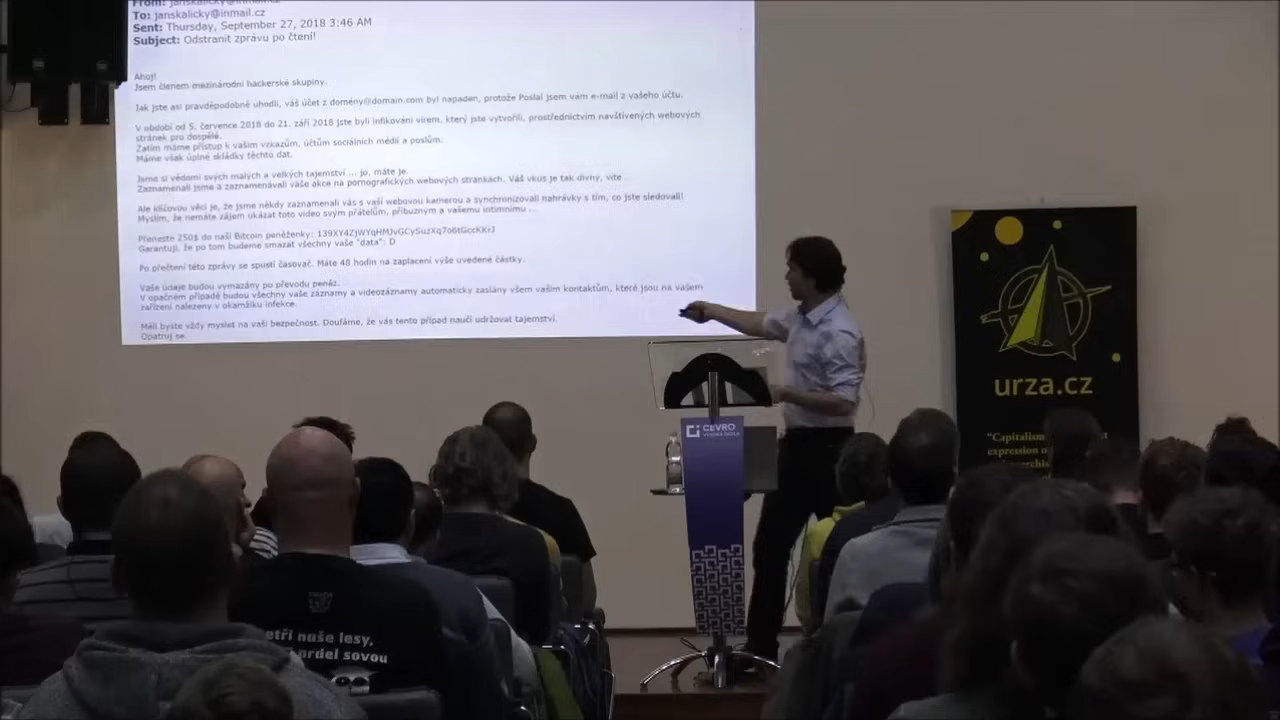 From: janskalicky@inmail.cz
To: janskalicky@inmail.cz
Sent: Thursday, September 27, 2018 3:46 AM
Subject: Odstranit zprávu po čtení!
Ahoj!
Jsem členem mezinárodní hackerské skupiny.
Jak jste asi pravděpodobně uhodli, váš účet z domény@domain.com byl napaden, protože Poslal jsem vám e-mail z vašeho účtu.
V období od 5. července 2018 do 21. září 2018 jste byli infikováni virem, který jste vytvořili, prostřednictvím navštívených webových
stránek pro dospělé.
Zatím máme přístup k vašim vzkazům, účtům sociálních médií a poslům.
Máme však úplné skládky těchto dat.
Jsme si vědomi svých malých a velkých tajemství ... jo, máte je.
Zaznamenali jsme a zaznamenávali vaše akce na pornografických webových stránkách. Váš vkus je tak divný, víte ...
Ale klíčovou věcí je, že jsme někdy zaznamenali vás s vaší webovou kamerou a synchronizovali nahrávky s tím, co jste sledovali!
Myslím, že nemáte zájem ukázat toto video svým přátelům, příbuzným a vašemu intimnímu ...
Přeneste 250$ do naší Bitcoin peněženky:
Garantuji, že po tom budeme smazat všechny vaše "data": D
Po přečtení této zprávy se spustí časovač. Máte 48 hodin na zaplacení výše uvedené částky.
Vaše údaje budou vymazány po převodu peněz.
V opačném případě budou všechny vaše záznamy a videozáznamy automaticky zaslány všem vašim kontaktům, které jsou na vašem
zařízení nalezeny v okamžiku infekce.
Měli byste vždy myslet na vaši bezpečnost. Doufáme, že vás tento případ naučí udržovat tajemství.
Opatruj se.
urza.cz
"Capitalism
expression o
CEVRO
VYSOKÁ ŠKOLA
etři naše lesy,
ordel sovou